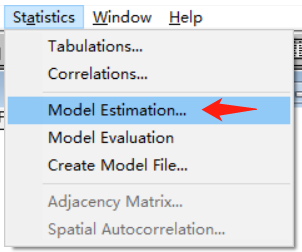 Statistics Window Help
Tabulations...
Correlations...
Model Estimation...
Model Evaluation
Create Model File...
Adjacency Matrix...
Spatial Autocorrelation...